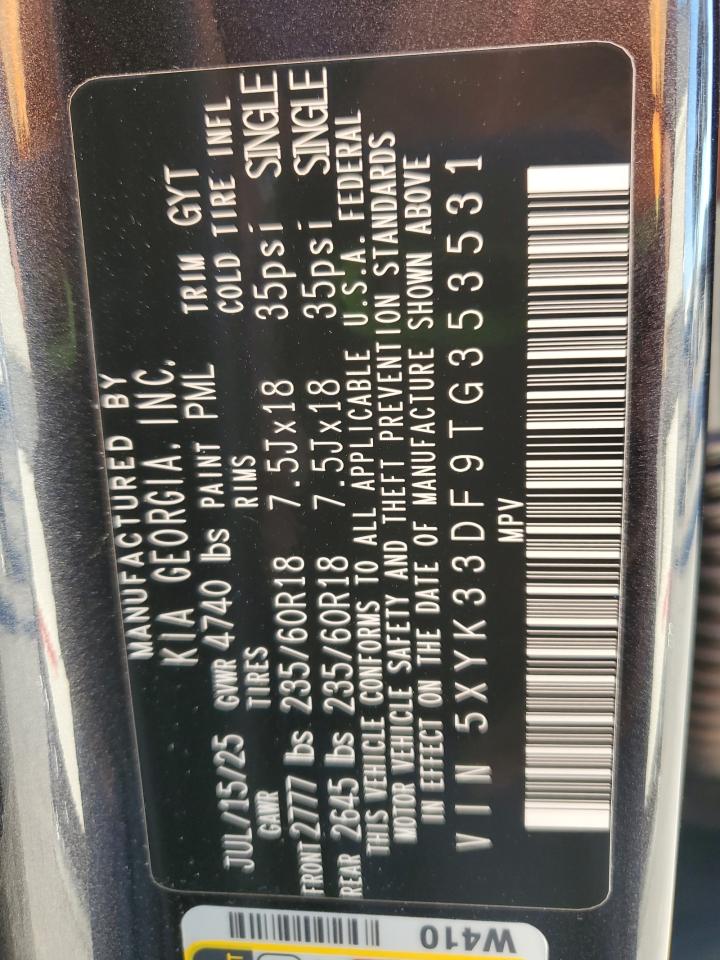 MANUFACTURED BY
KIA GEORGIA, INC.
JUL/15/25 GVWR 4740 lbs PAINT PML TRIM GYT
GAWR TIRES RIMS COLD TIRE INFL
FRONT 2777 lbs 235/60R18 7.5Jx18 35psi SINGLE
REAR 2645 lbs 235/60R18 7.5Jx18 35psi SINGLE
THIS VEHICLE CONFORMS TO ALL APPLICABLE U.S.A. FEDERAL
MOTOR VEHICLE SAFETY AND THEFT PREVENTION STANDARDS
IN EFFECT ON THE DATE OF MANUFACTURE SHOWN ABOVE
VIN 5XYK33DF9TG353531
MPV
W410